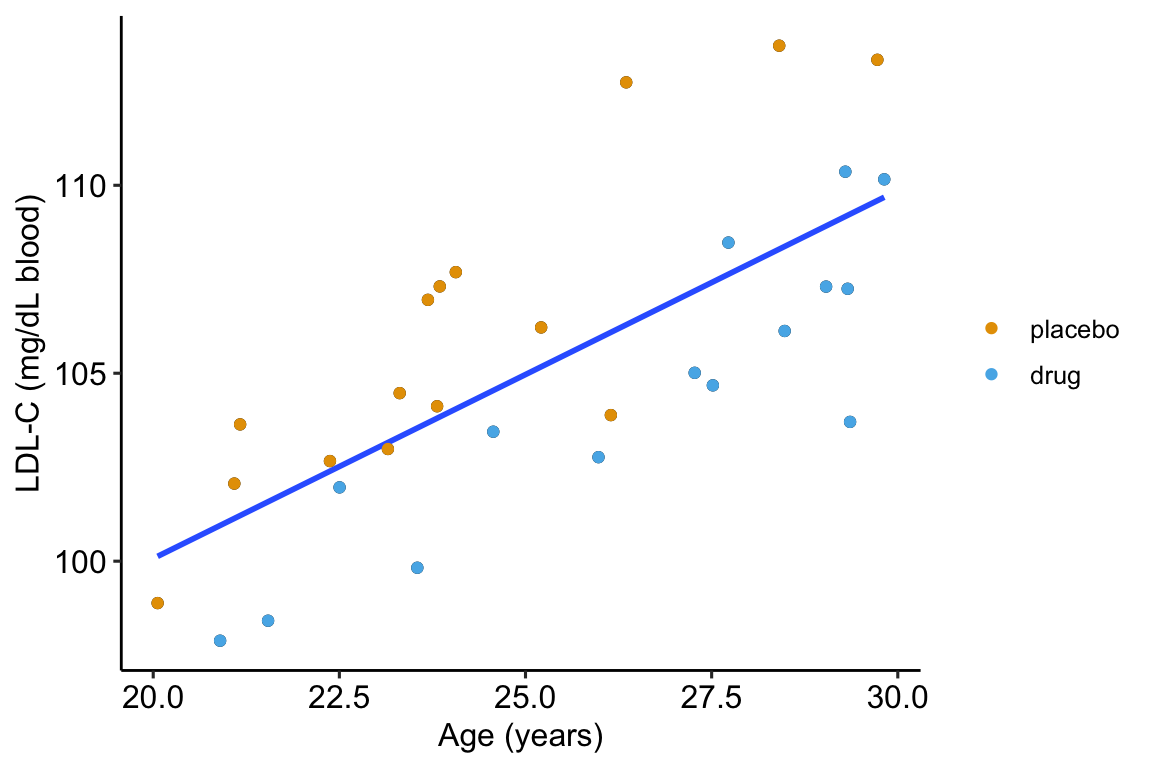 LDL-C (mg/dL blood)
110
105
100
20.0 22.5 25.0 27.5 30.0
Age (years)
placebo
drug